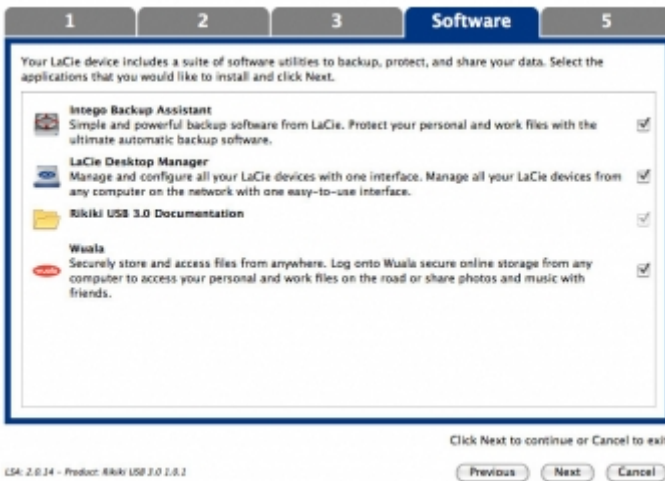 1 2 3 Software 5
Your LaCie device includes a suite of software utilities to backup, protect, and share your data. Select the
applications that you would like to install and click Next.
Intego Backup Assistant
Simple and powerful backup software from LaCie. Protect your personal and work files with the
ultimate automatic backup software.
LaCie Desktop Manager
Manage and configure all your LaCie devices with one interface. Manage all your LaCie devices from
any computer on the network with one easy-to-use interface.
Rikiki USB 3.0 Documentation
Wuala
Securely store and access files from anywhere. Log onto Wuala secure online storage from any
wuala
computer to access your personal and work files on the road or share photos and music with
friends.
Click Next to continue or Cancel to exit
LSA: 2.0.14 - Product: Rikiki USB 3.0 1.0.1
Previous Next Cancel